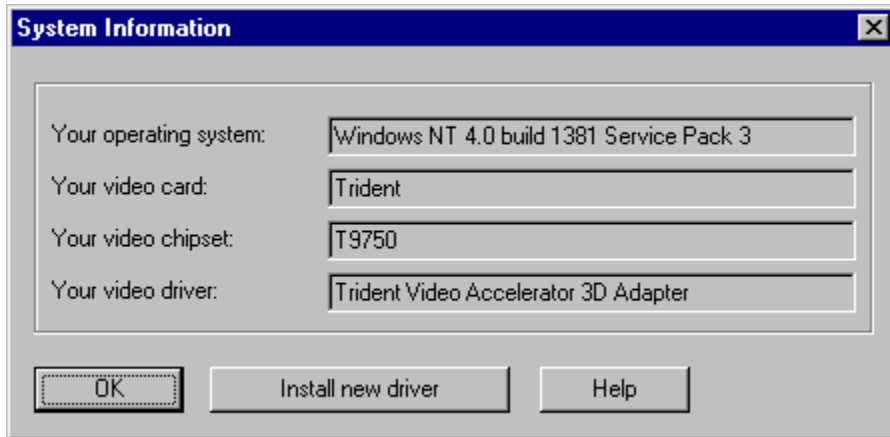 System Information
Your operating system: Windows NT 4.0 build 1381 Service Pack 3
Your video card: Trident
Your video chipset: T9750
Your video driver: Trident Video Accelerator 3D Adapter
OK Install new driver Help